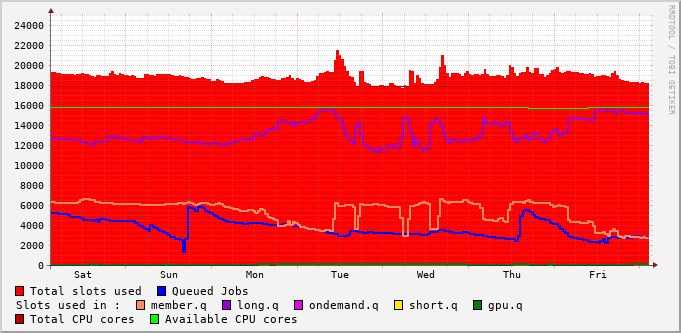 RRDTOOL / TOBI OETIKER
24000
22000
20000
18000
16000
14000
12000
10000
8000
6000
4000
2000
0
Sat Sun Mon Tue Wed Thu Fri
Total slots used Queued Jobs
Slots used in : member.q long.q ondemand.q short.q gpu.q
Total CPU cores Available CPU cores